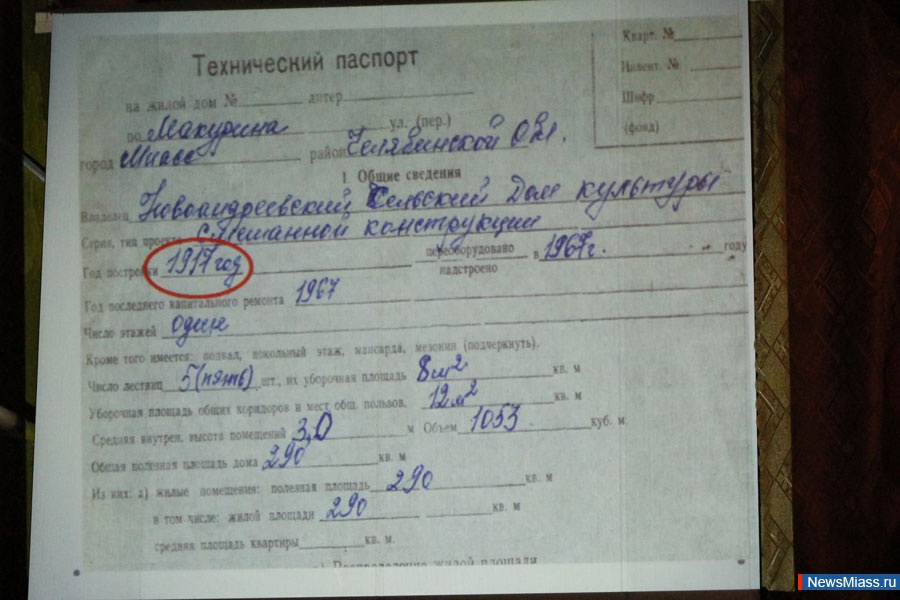 Технический паспорт
Кварт. №
Инвент. №
Шифр
(фонд)
на жилой дом № литер
по Макурина ул. (пер.)
город Миасс район Челябинской Обл.
1. Общие сведения
Владелец Новоандреевский Сельский Дом культуры
Серия, тип проекта смешанной конструкции
Год постройки 1917 год переоборудовано в 1967г. году
надстроено
Год последнего капитального ремонта 1967
Число этажей один
Кроме того имеется: подвал, цокольный этаж, мансарда, мезонин (подчеркнуть).
Число лестниц 5 (пять) шт., их уборочная площадь 8м² кв. м
Уборочная площадь общих коридоров и мест общ. пользов. 12м² кв. м
Средняя внутрен. высота помещений 3,0 м Объем 1053 куб. м.
Общая полезная площадь дома 290 кв. м
Из них: а) жилые помещения: полезная площадь 290 кв. м
в том числе: жилой площади 290 кв. м
средняя площадь квартиры кв. м.
Распределение жилой площади
NewsMiass.ru